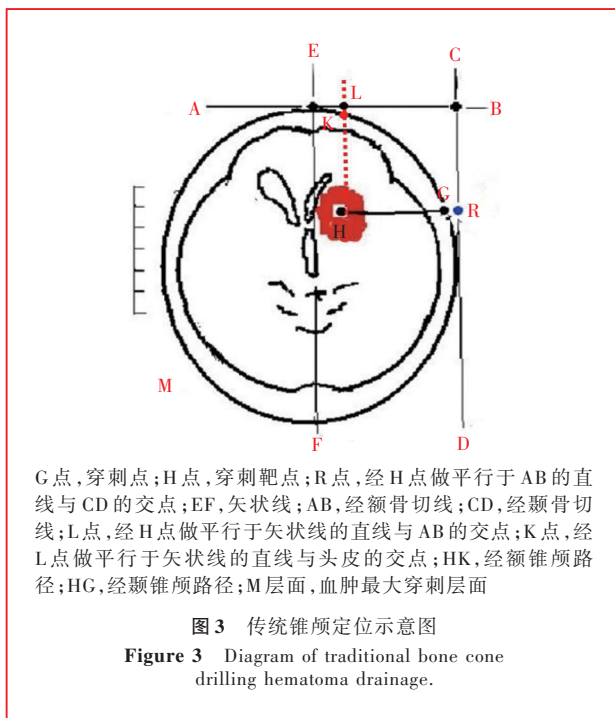 E
C
A
L
B
K
G
R
H
M
F
D
G点,穿刺点;H点,穿刺靶点;R点,经H点做平行于AB的直
线与CD的交点;EF,矢状线;AB,经额骨切线;CD,经颞骨切
线;L点,经H点做平行于矢状线的直线与AB的交点;K点,经
L点做平行于矢状线的直线与头皮的交点;HK,经额锥颅路
径;HG,经颞锥颅路径;M层面,血肿最大穿刺层面
图3 传统锥颅定位示意图
Figure 3 Diagram of traditional bone cone
drilling hematoma drainage.